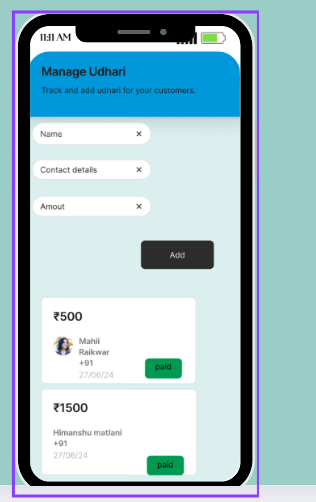 11:11 AM
Manage Udhari
Track and add udhari for your customers.
Name ×
Contact details ×
Amout ×
Add
₹500
Mahii
Raikwar
+91
27/06/24
paid
₹1500
Himanshu matlani
+91
27/06/24
paid